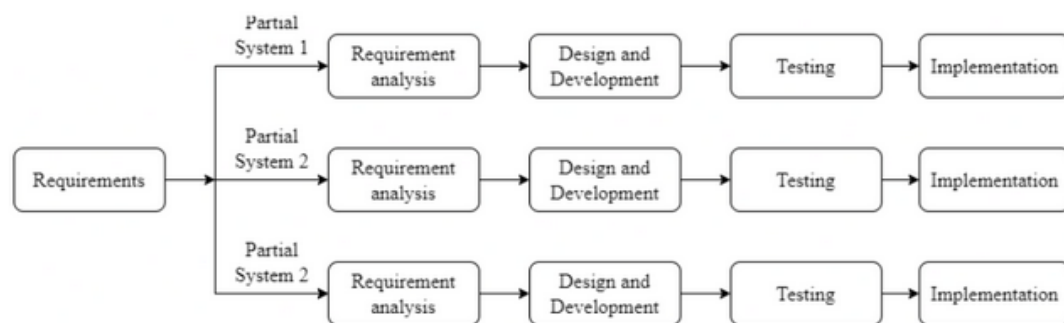 Partial
System 1
Requirement
analysis
Design and
Development
Testing
Implementation
Requirements
Partial
System 2
Requirement
analysis
Design and
Development
Testing
Implementation
Partial
System 2
Requirement
analysis
Design and
Development
Testing
Implementation